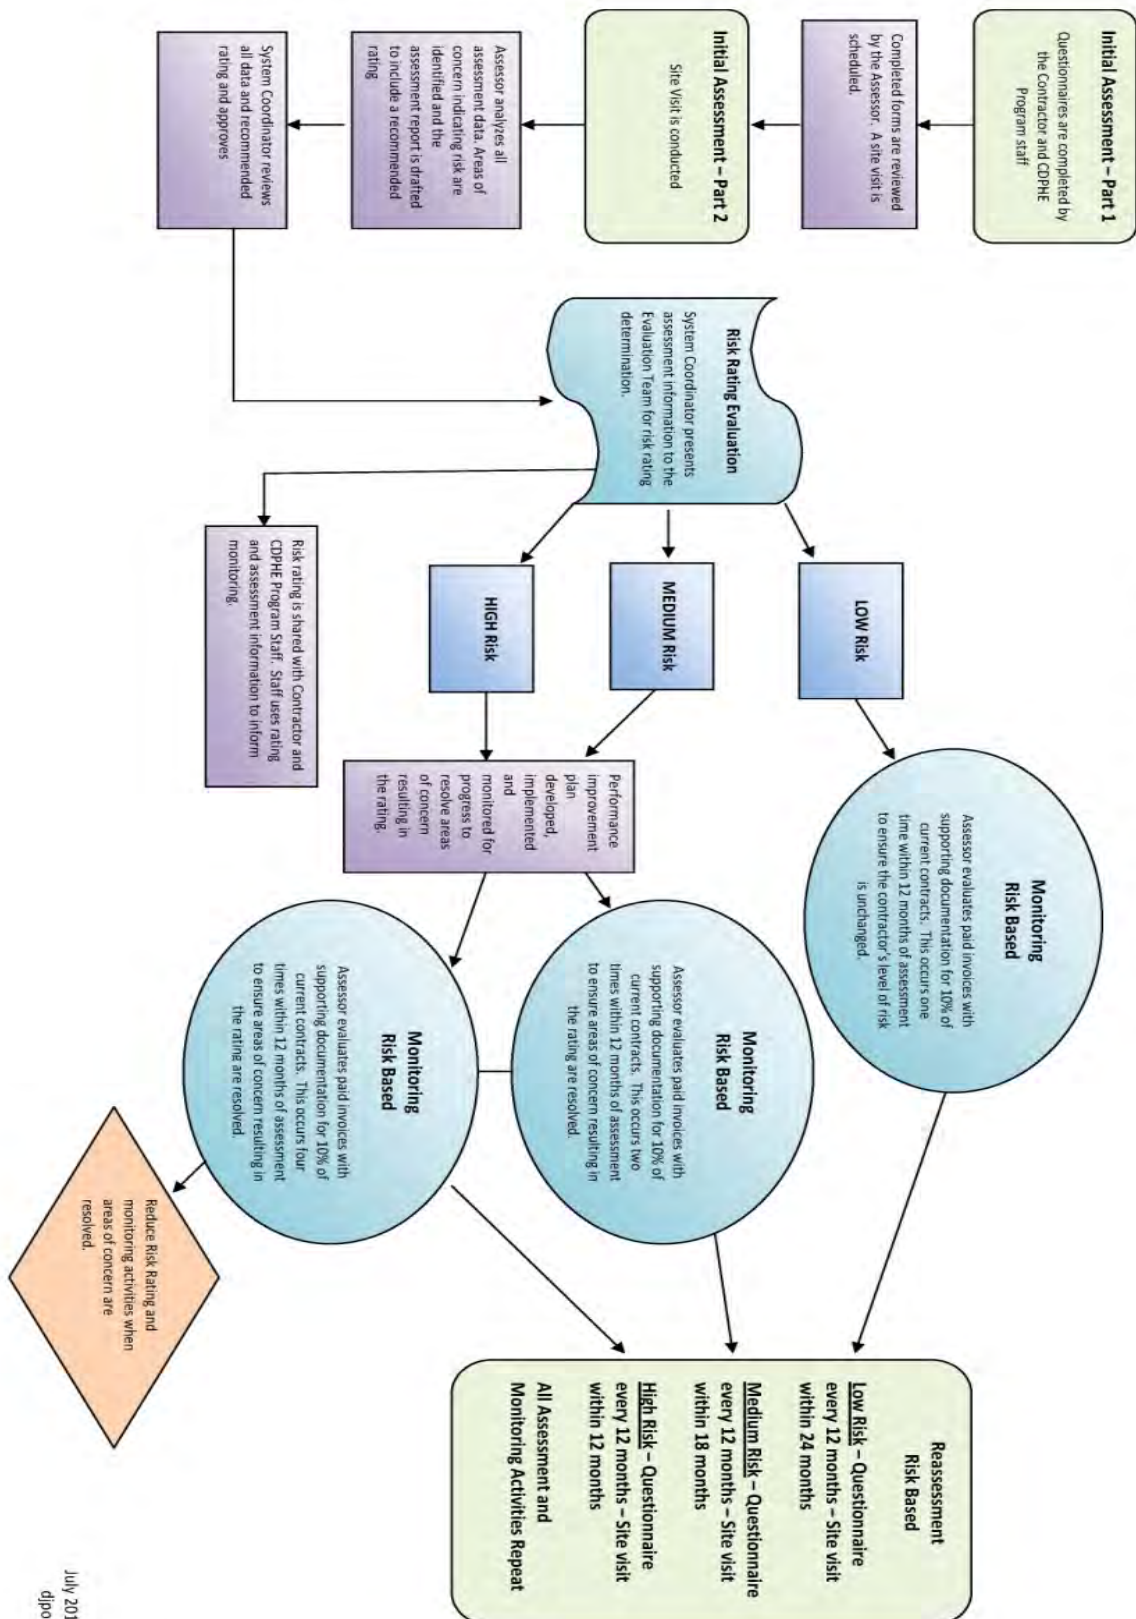 Initial Assessment – Part 1
Questionnaires are completed by
the Contractor and CDPHE
Program staff
Completed forms are reviewed
by the Assessor.  A site visit is
scheduled.
Initial Assessment – Part 2
Site Visit is conducted
Assessor analyzes all
assessment data. Areas of
concern indicating risk are
identified and the
assessment report is drafted
to include a recommended
rating
System Coordinator reviews
all data and recommended
rating and approves
Risk Rating Evaluation
System Coordinator presents
assessment information to the
Evaluation Team for risk rating
determination.
Risk rating is shared with Contractor and
CDPHE Program Staff.  Staff uses rating
and assessment information to inform
monitoring.
LOW Risk
MEDIUM Risk
HIGH Risk
Performance
improvement
plan
developed,
implemented
and
monitored for
progress to
resolve areas
of concern
resulting in
the rating.
Monitoring
Risk Based
Assessor evaluates paid invoices with
supporting documentation for 10% of
current contracts.  This occurs one
time within 12 months of assessment
to ensure the contractor's level of risk
is unchanged.
Monitoring
Risk Based
Assessor evaluates paid invoices with
supporting documentation for 10% of
current contracts.  This occurs two
times within 12 months of assessment
to ensure areas of concern resulting in
the rating are resolved.
Monitoring
Risk Based
Assessor evaluates paid invoices with
supporting documentation for 10% of
current contracts.  This occurs four
times within 12 months of assessment
to ensure areas of concern resulting in
the rating are resolved.
Reduce Risk Rating and
monitoring activities when
areas of concern are
resolved.
Reassessment
Risk Based
Low Risk – Questionnaire
every 12 months – Site visit
within 24 months
Medium Risk – Questionnaire
every 12 months – Site visit
within 18 months
High Risk – Questionnaire
every 12 months – Site visit
within 12 months
All Assessment and
Monitoring Activities Repeat
July 201
djpo